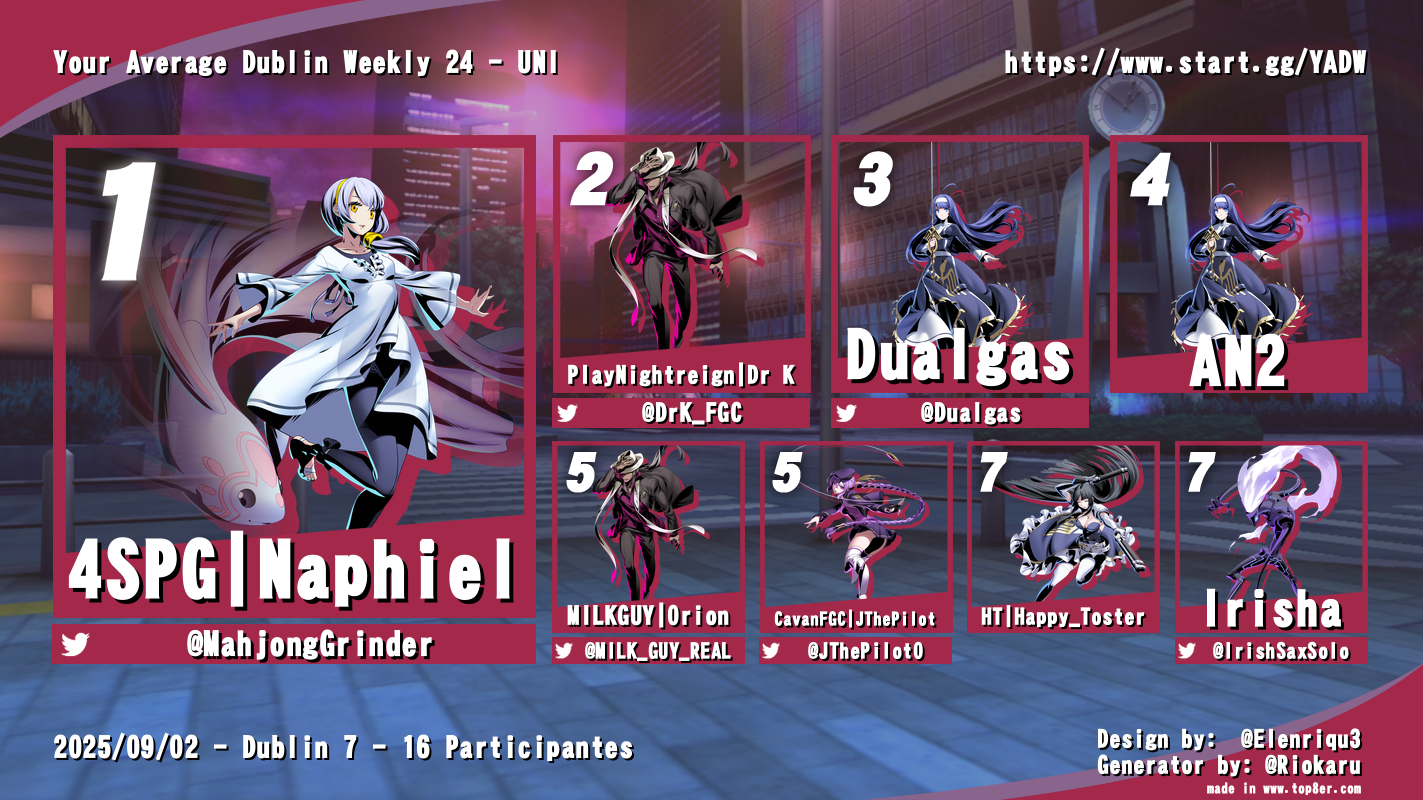 Your Average Dublin Weekly 24 - UNI
https://www.start.gg/YADW
1
4SPG|Naphiel
@MahjongGrinder
2
PlayNightreign|Dr K
@DrK_FGC
3
Dualgas
@Dualgas
4
AN2
5
MILKGUY|Orion
@MILK_GUY_REAL
5
CavanFGC|JThePilot
@JThePilot0
7
HT|Happy_Toster
7
Irisha
@IrishSaxSolo
2025/09/02 - Dublin 7 - 16 Participantes
Design by: @Elenriqu3
Generator by: @Riokaru
made in www.top8er.com